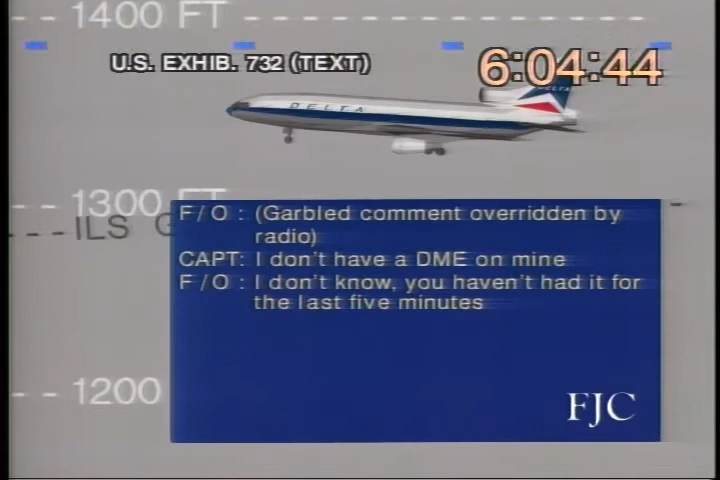 1400 FT
U.S. EXHIB. 732 (TEXT)
6:04:44
DELTA
DELTA
1300 FT
ILS G
F/O : (Garbled comment overridden by
radio)
CAPT: I don't have a DME on mine
F/O : I don't know, you haven't had it for
the last five minutes
1200
FJC